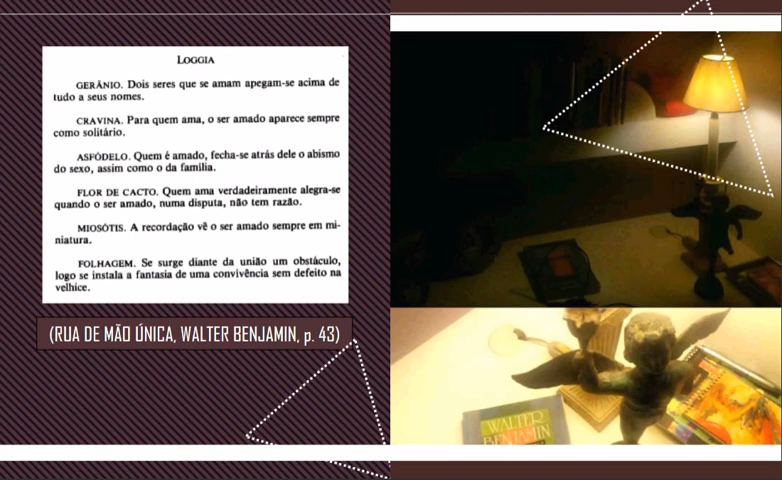 LOGGIA
GERÂNIO. Dois seres que se amam apegam-se acima de
tudo a seus nomes.
CRAVINA. Para quem ama, o ser amado aparece sempre
como solitário.
ASFÓDELO. Quem é amado, fecha-se atrás dele o abismo
do sexo, assim como o da família.
FLOR DE CACTO. Quem ama verdadeiramente alegra-se
quando o ser amado, numa disputa, não tem razão.
MIOSÓTIS. A recordação vê o ser amado sempre em mi-
niatura.
FOLHAGEM. Se surge diante da união um obstáculo,
logo se instala a fantasia de uma convivência sem defeito na
velhice.
(RUA DE MÃO ÚNICA, WALTER BENJAMIN, p. 43)
WALTER
BENJAMIN